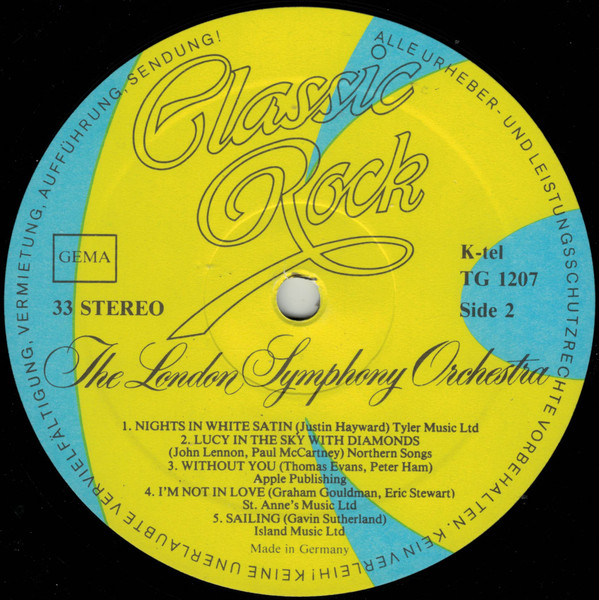 Classic
Rock
GEMA
33 STEREO
K-tel
TG 1207
Side 2
The London Symphony Orchestra
1. NIGHTS IN WHITE SATIN (Justin Hayward) Tyler Music Ltd
2. LUCY IN THE SKY WITH DIAMONDS
(John Lennon, Paul McCartney) Northern Songs
3. WITHOUT YOU (Thomas Evans, Peter Ham)
Apple Publishing
4. I'M NOT IN LOVE (Graham Gouldman, Eric Stewart)
St. Anne's Music Ltd
5. SAILING (Gavin Sutherland)
Island Music Ltd
Made in Germany
ALLE URHEBER- UND LEISTUNGSSCHUTZRECHTE VORBEHALTEN. KEIN VERLEIH! KEINE UNERLAUBTE VERVIELFÄLTIGUNG, VERMIETUNG, AUFFÜHRUNG, SENDUNG!